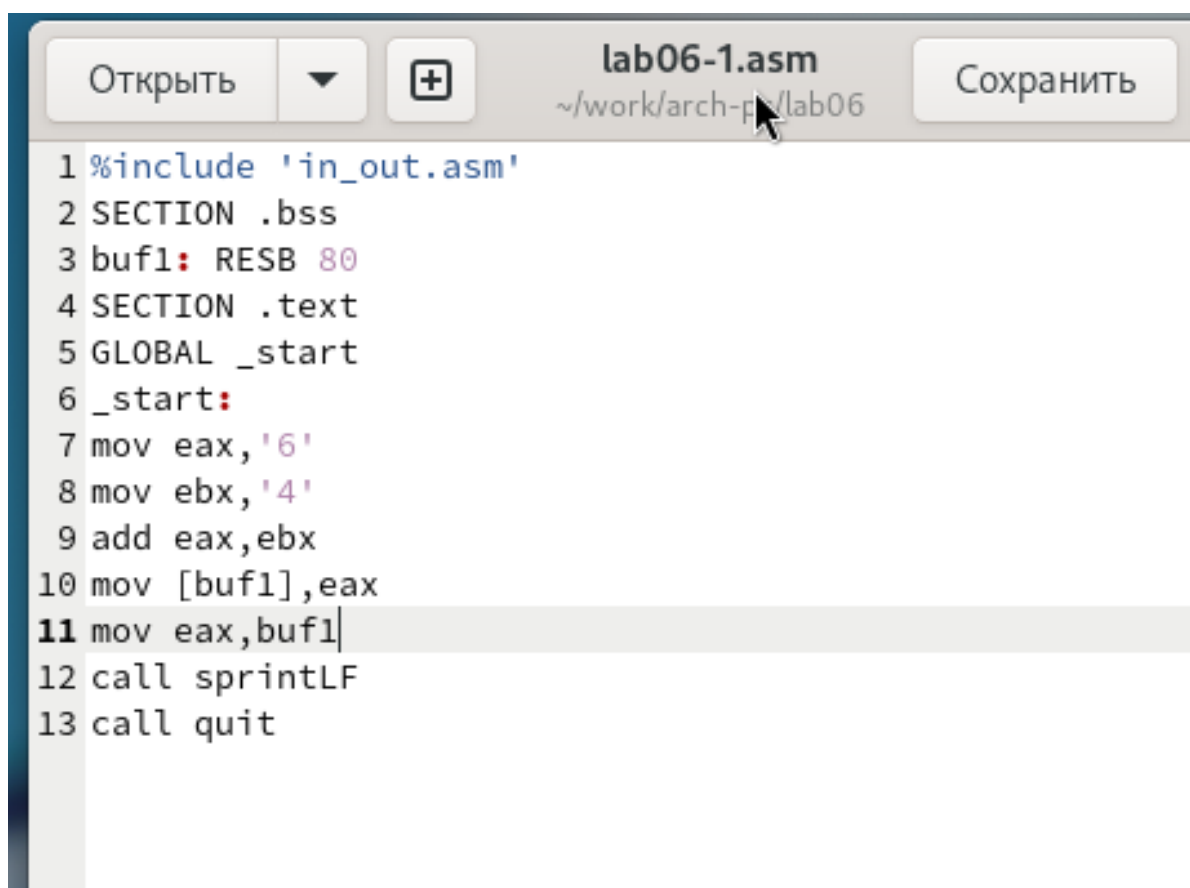 Открыть
lab06-1.asm
~/work/arch-pc/lab06
Сохранить
1 %include 'in_out.asm'
2 SECTION .bss
3 buf1: RESB 80
4 SECTION .text
5 GLOBAL _start
6 _start:
7 mov eax,'6'
8 mov ebx,'4'
9 add eax,ebx
10 mov [buf1],eax
11 mov eax,buf1
12 call sprintLF
13 call quit